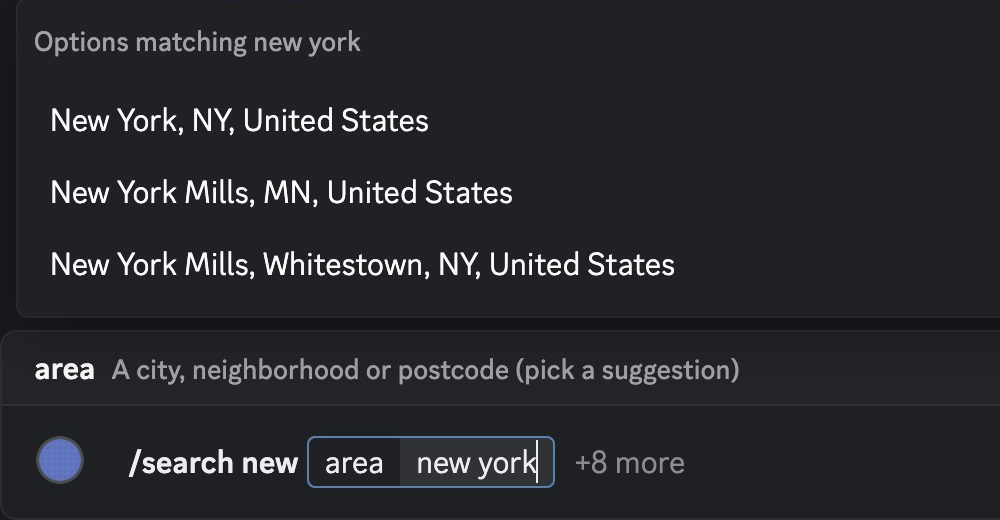 Options matching new york
New York, NY, United States
New York Mills, MN, United States
New York Mills, Whitestown, NY, United States
area A city, neighborhood or postcode (pick a suggestion)
/search new area new york +8 more